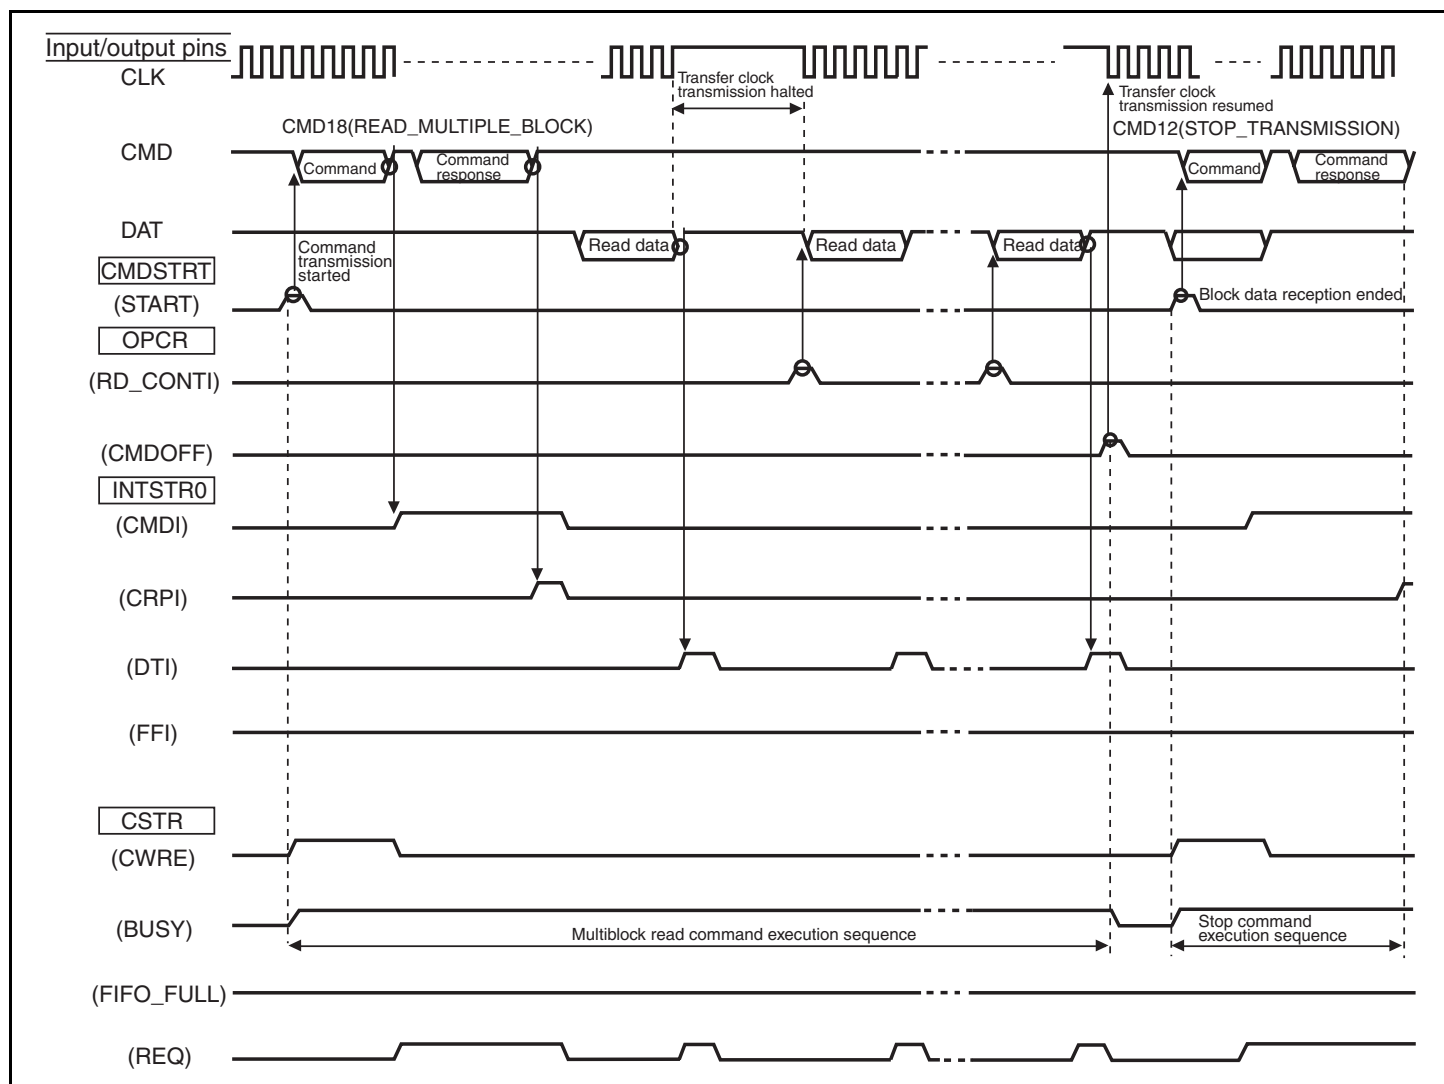 Input/output pins
CLK
Transfer clock
transmission halted
Transfer clock
transmission resumed
CMD18(READ_MULTIPLE_BLOCK)
CMD12(STOP_TRANSMISSION)
CMD
Command
Command
response
Command
Command
response
DAT
Read data
Read data
Read data
Command
transmission
started
CMDSTRT
(START)
Block data reception ended
OPCR
(RD_CONTI)
(CMDOFF)
INTSTR0
(CMDI)
(CRPI)
(DTI)
(FFI)
CSTR
(CWRE)
(BUSY)
Multiblock read command execution sequence
Stop command
execution sequence
(FIFO_FULL)
(REQ)